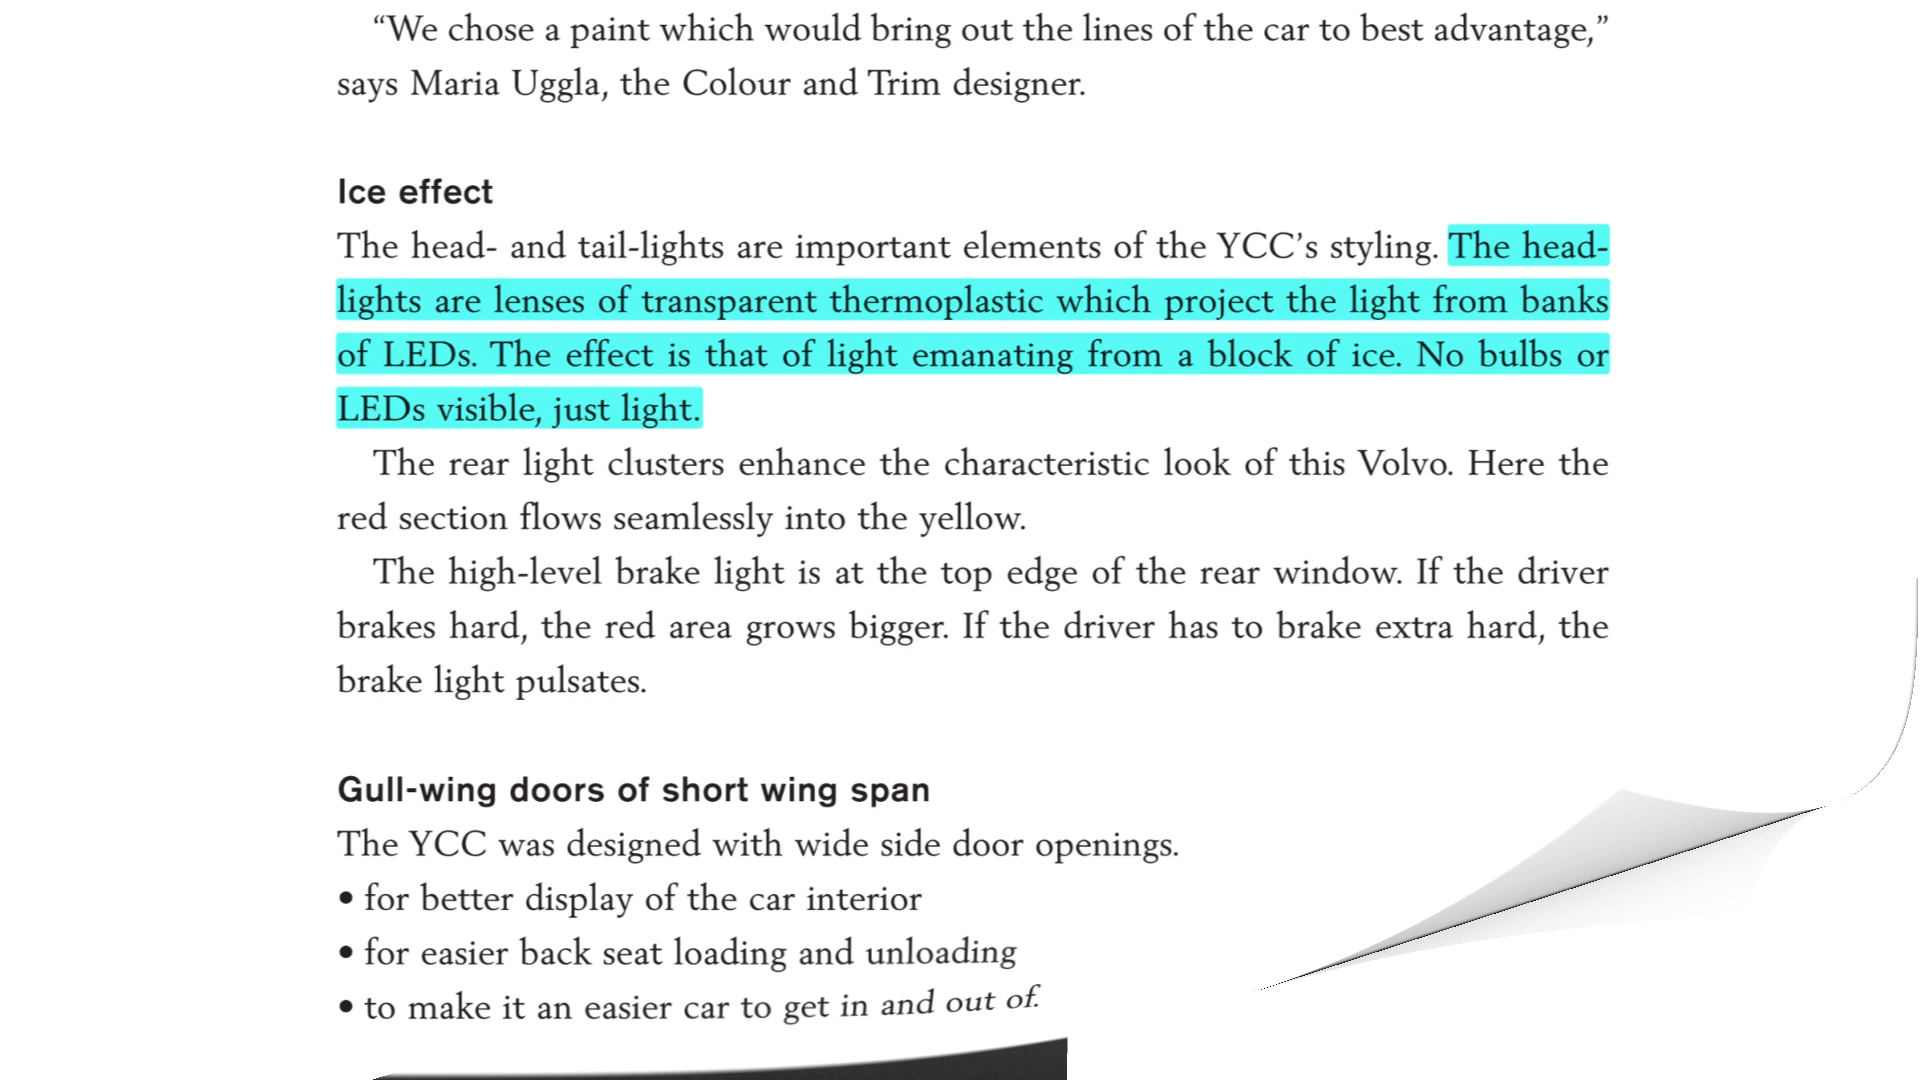 “We chose a paint which would bring out the lines of the car to best advantage,”
says Maria Uggla, the Colour and Trim designer.
Ice effect
The head- and tail-lights are important elements of the YCC’s styling. The head-
lights are lenses of transparent thermoplastic which project the light from banks
of LEDs. The effect is that of light emanating from a block of ice. No bulbs or
LEDs visible, just light.
The rear light clusters enhance the characteristic look of this Volvo. Here the
red section flows seamlessly into the yellow.
The high-level brake light is at the top edge of the rear window. If the driver
brakes hard, the red area grows bigger. If the driver has to brake extra hard, the
brake light pulsates.
Gull-wing doors of short wing span
The YCC was designed with wide side door openings.
• for better display of the car interior
• for easier back seat loading and unloading
• to make it an easier car to get in and out of.